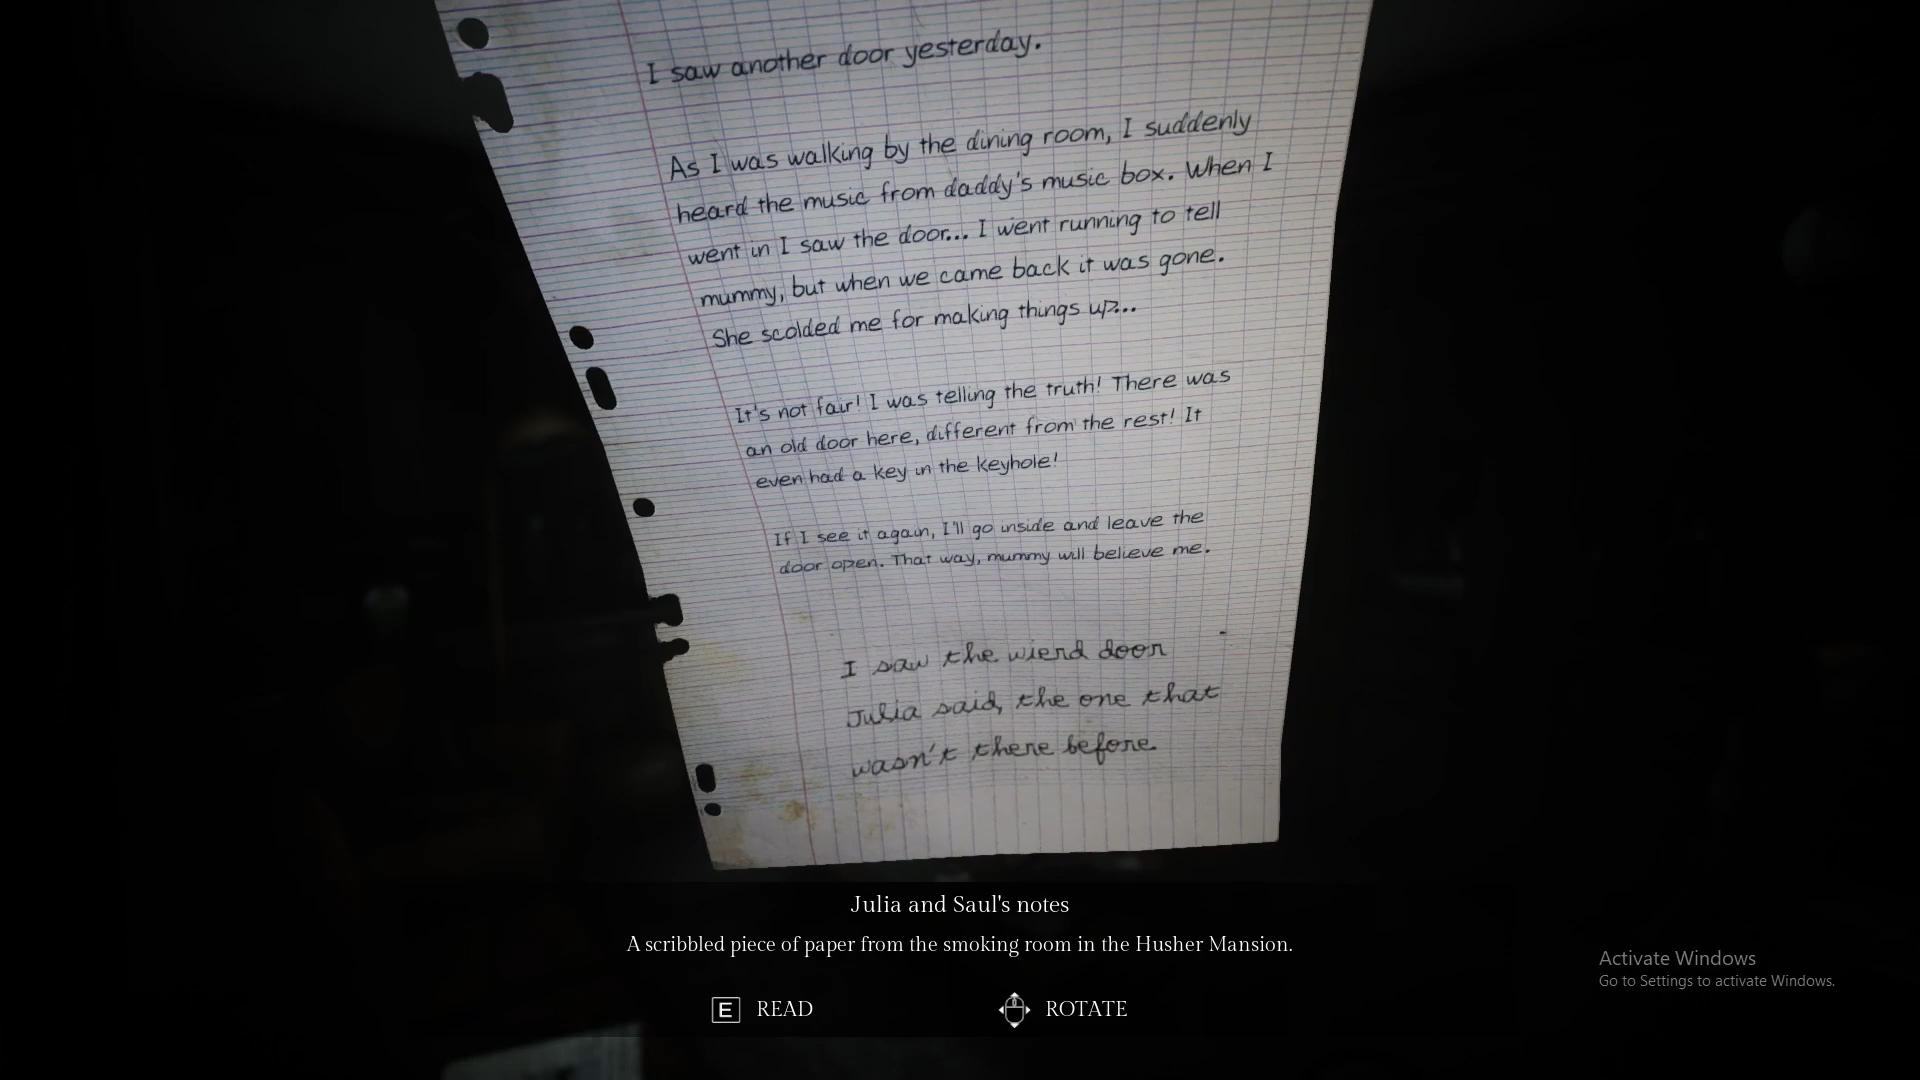 I saw another door yesterday.
As I was walking by the dining room, I suddenly
heard the music from daddy's music box. When I
went in I saw the door... I went running to tell
mummy, but when we came back it was gone.
She scolded me for making things up...
It's not fair! I was telling the truth! There was
an old door here, different from the rest! It
even had a key in the keyhole!
If I see it again, I'll go inside and leave the
door open. That way, mummy will believe me.
I saw the wierd door
Julia said, the one that
wasn't there before.
Julia and Saul's notes
A scribbled piece of paper from the smoking room in the Husher Mansion.
E READ
ROTATE
Activate Windows
Go to Settings to activate Windows.